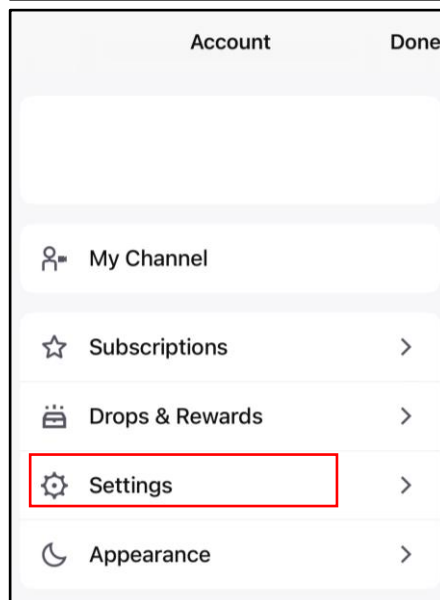 Account Done
My Channel
Subscriptions
Drops & Rewards
Settings
Appearance